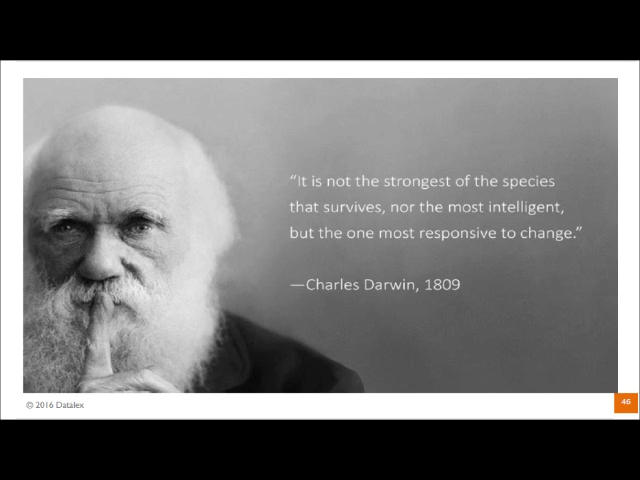 “It is not the strongest of the species
that survives, nor the most intelligent,
but the one most responsive to change.”
—Charles Darwin, 1809
© 2016 Datalex
46